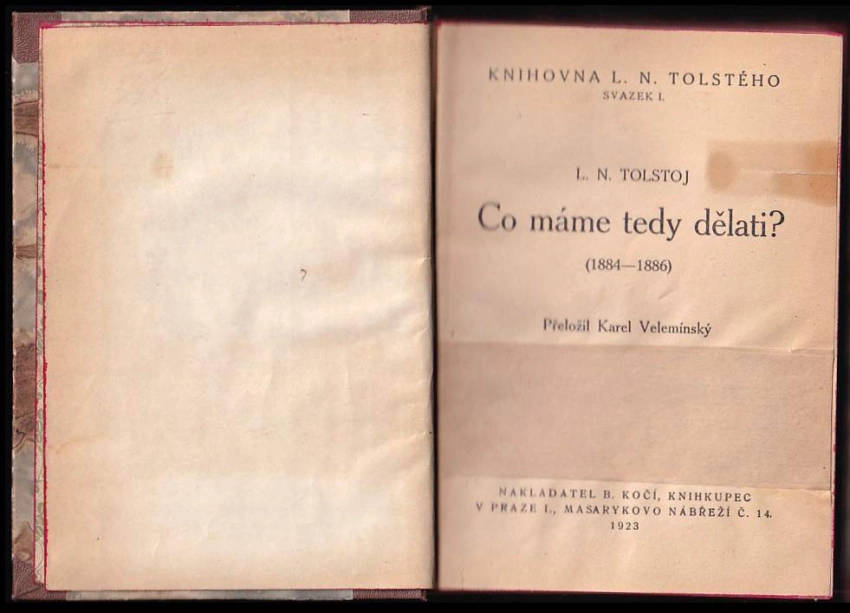 KNIHOVNA L. N. TOLSTÉHO
SVAZEK I.
L. N. TOLSTOJ
Co máme tedy dělati?
(1884—1886)
Přeložil Karel Velemínský
NAKLADATEL B. KOČÍ, KNIHKUPEC
V PRAZE I., MASARYKOVO NÁBŘEŽÍ Č. 14.
1923